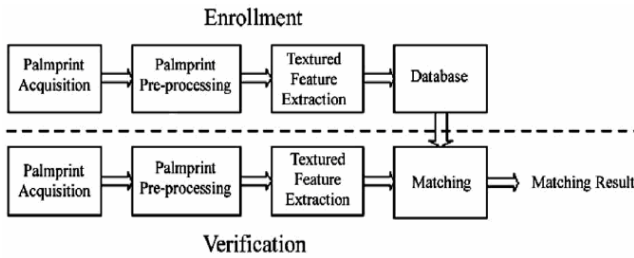 Enrollment
Palmprint
Acquisition
Palmprint
Pre-processing
Textured
Feature
Extraction
Database
Palmprint
Acquisition
Palmprint
Pre-processing
Textured
Feature
Extraction
Matching
Matching Result
Verification